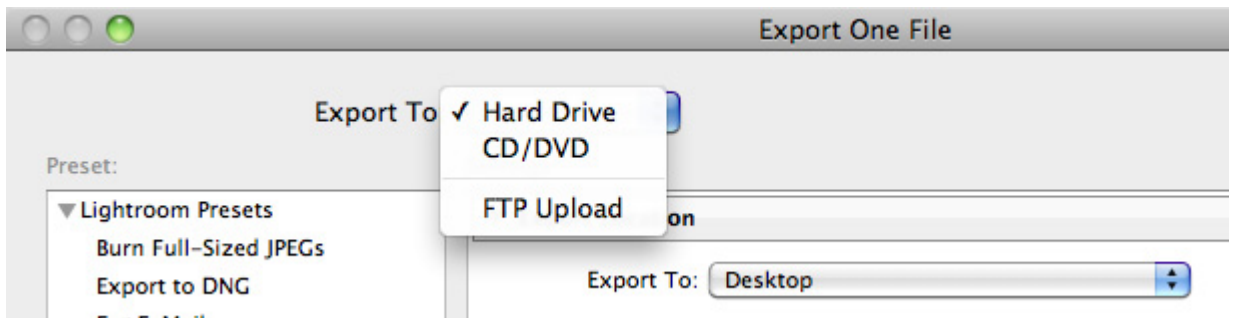 Export One File
Export To
✓ Hard Drive
CD/DVD
FTP Upload
Preset:
Lightroom Presets
Burn Full-Sized JPEGs
Export to DNG
on
Export To: Desktop